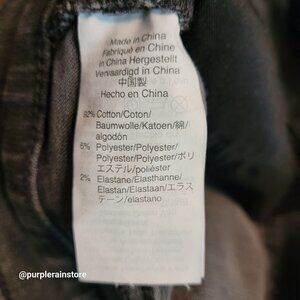 Made in China
Fabriqué en Chine
in China Hergestellt
Vervaardigd in China
中国製
Hecho en China
92% Cotton/Coton/
Baumwolle/Katoen/綿/
algodón
6% Polyester/Polyester/
Polyester/Polyester/ポリ
エステル/poliéster
2% Elastane/Élasthanne/
Elastan/Elastaan/エラス
テーン/elastano
@purplerainstore